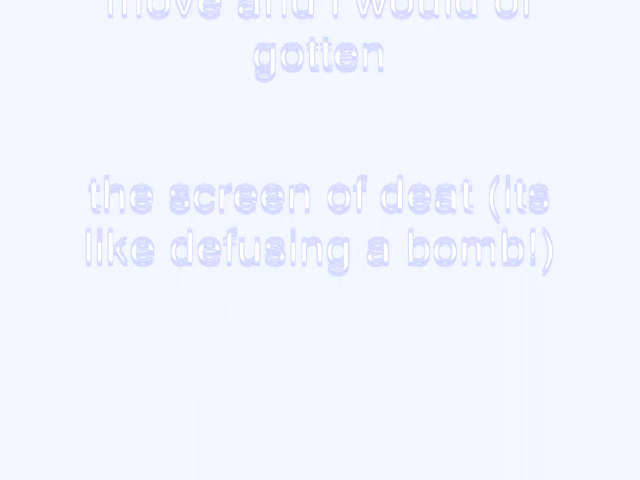 move and I would of
gotten
the screen of deat (its
like defusing a bomb!)